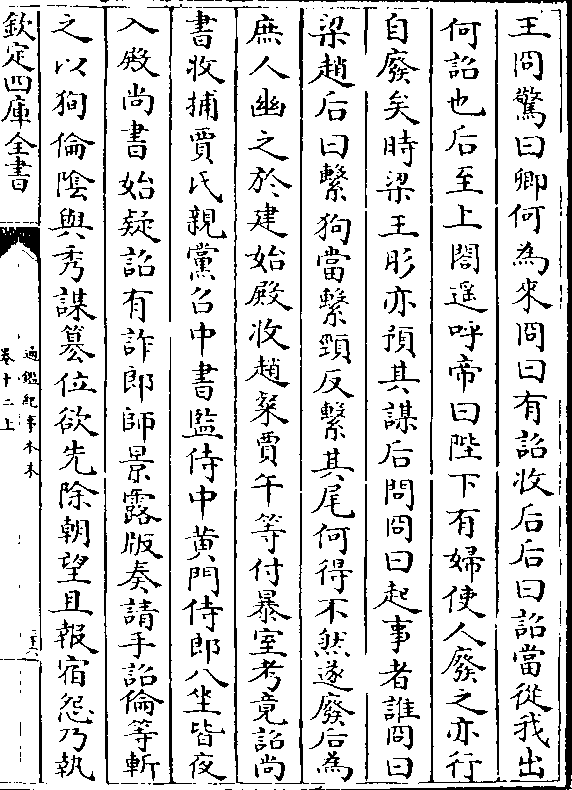 王冏驚曰卿何為來冏曰有詔收后后曰詔當從我出
何詔也后至上閤遥呼帝曰陛下有婦使人廢之亦行
自廢矣時梁王肜亦預其謀后問冏曰起事者誰冏曰
梁趙后曰繫狗當繫頸反繫其尾何得不然遂廢后為
庶人幽之於建始殿收趙粲賈午等付暴室考竟詔尚
書收捕賈氏親黨召中書監侍中黄門侍郎八坐皆夜
入殿尚書始疑詔有詐郎師景露版奏請手詔倫等斬
之以狥倫陰與秀謀篡位欲先除朝望且報宿怨乃執
欽定四庫全書
通鑑紀事本末
卷十二上